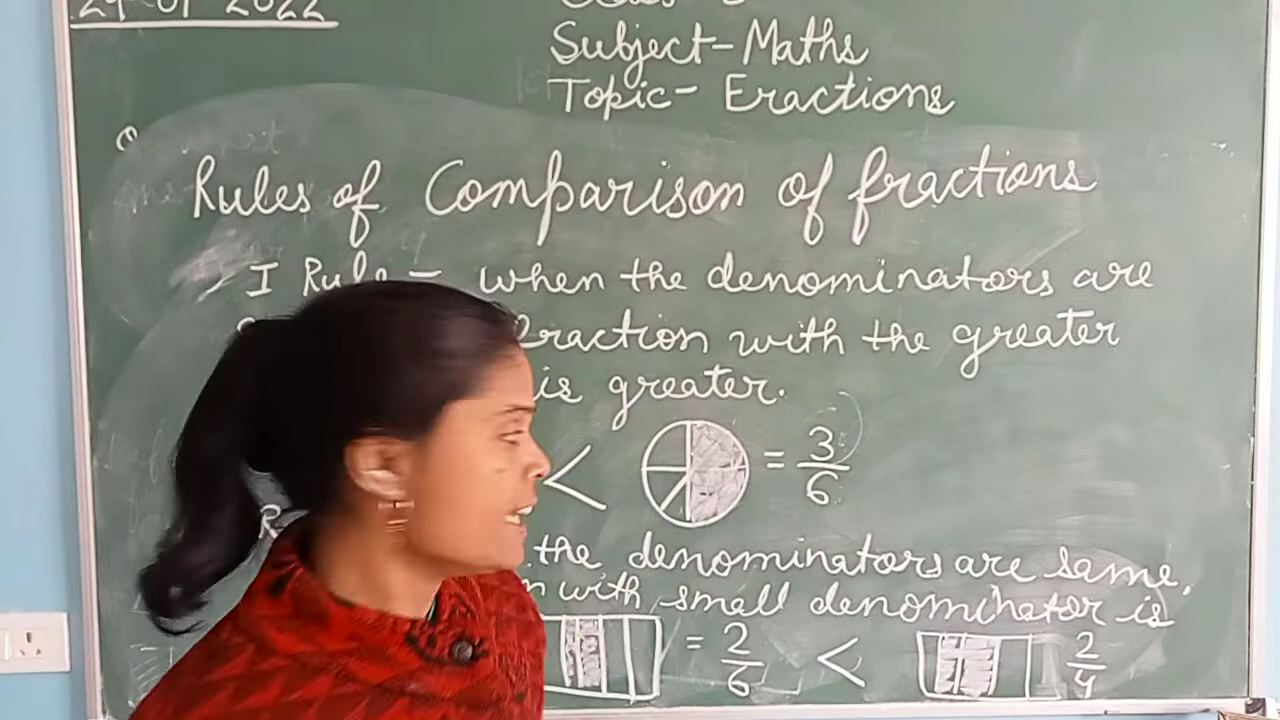 29-01-2022
Subject-Maths
Topic- Eractions
Rules of Comparison of fractions
I Rule - when the denominators are
fraction with the greater
is greater.
< = 3/6
the denominators are same.
with small denominator is
= 2/6 < 2/4